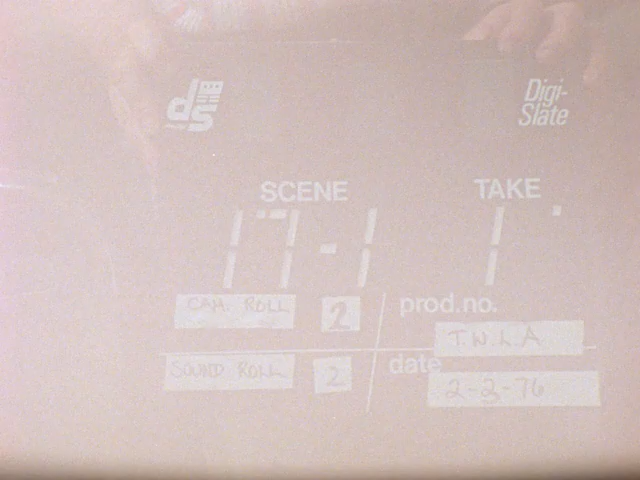 ds
Digi-
Slate
SCENE TAKE
17-1 1
CAM. ROLL 2 prod.no.
T.W.L.A
SOUND ROLL 2 date
2-3-76